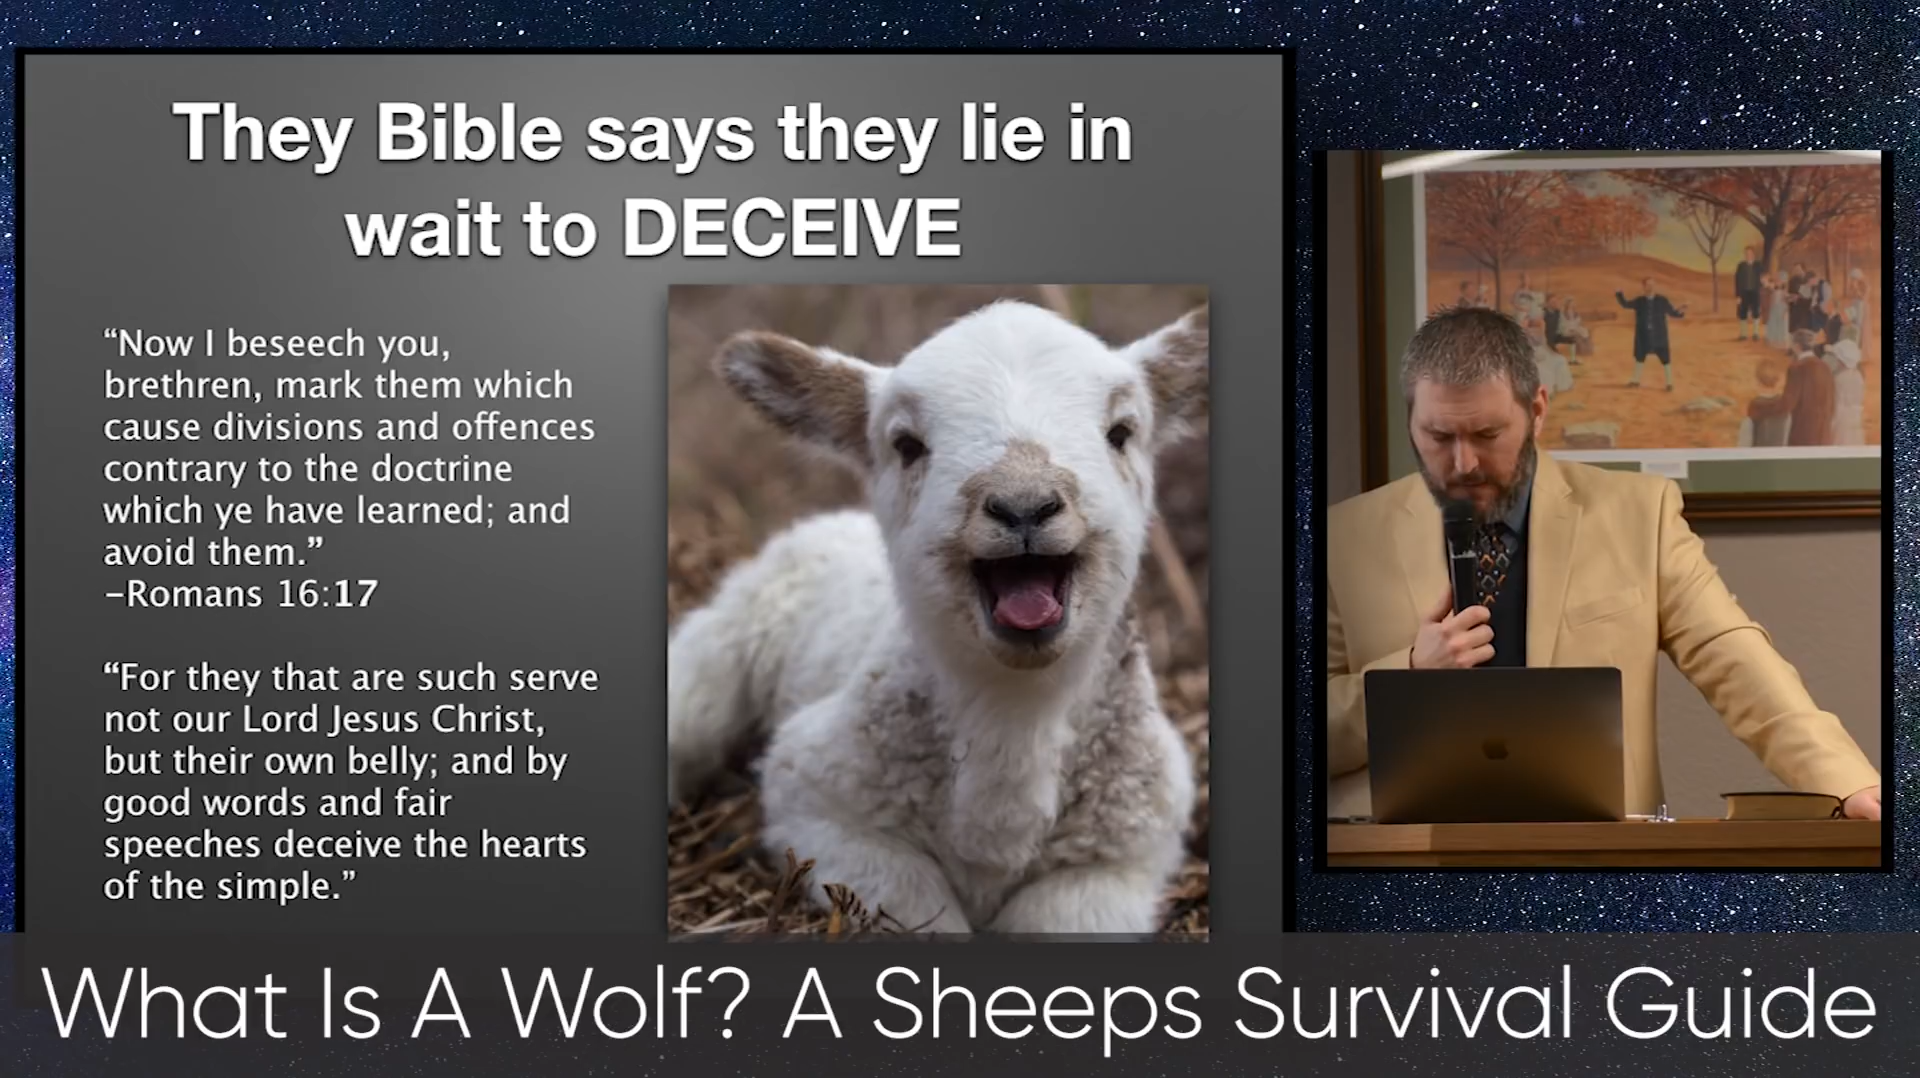 They Bible says they lie in
wait to DECEIVE
“Now I beseech you,
brethren, mark them which
cause divisions and offences
contrary to the doctrine
which ye have learned; and
avoid them.”
–Romans 16:17
“For they that are such serve
not our Lord Jesus Christ,
but their own belly; and by
good words and fair
speeches deceive the hearts
of the simple.”
What Is A Wolf? A Sheeps Survival Guide